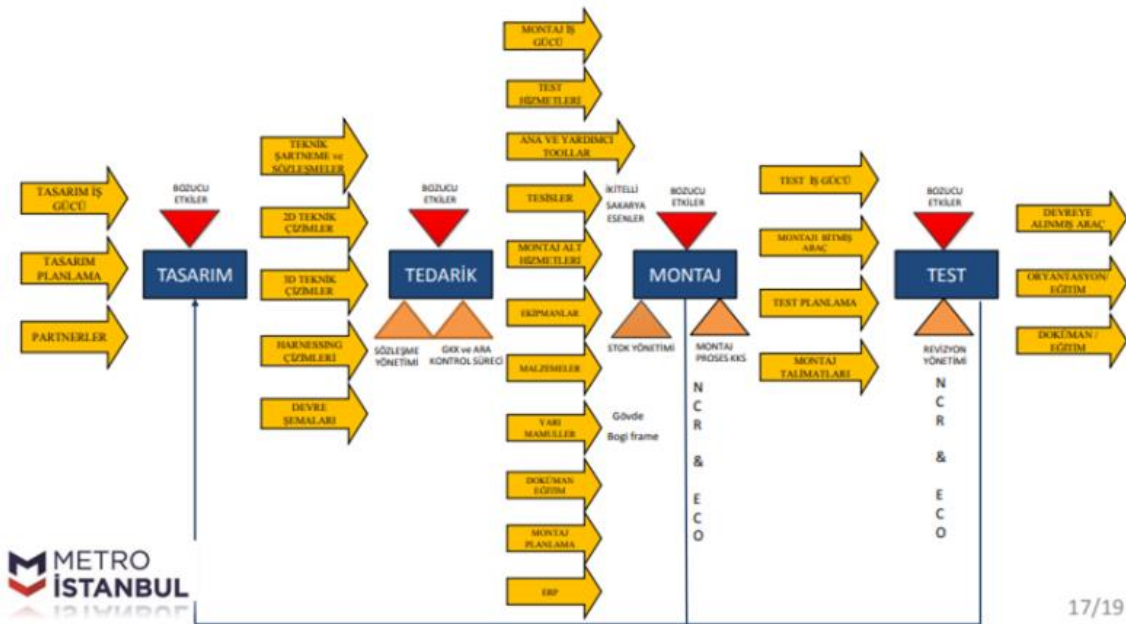 TASARIM İŞ
GÜCÜ
TASARIM
PLANLAMA
PARTNERLER
BOZUCU
ETKİLER
TASARIM
TEKNİK
ŞARTNAME ve
SÖZLEŞMELER
2D TEKNİK
ÇİZİMLER
3D TEKNİK
ÇİZİMLER
HARNESSING
ÇİZİMLERİ
DEVRE
ŞEMALARI
BOZUCU
ETKİLER
TEDARİK
SÖZLEŞME
YÖNETİMİ
GKK ve ARA
KONTROL SÜRECİ
MONTAJ İŞ
GÜCÜ
TEST
HİZMETLERİ
ANA VE YARDIMCI
TOOLLAR
TESİSLER
İKİTELLİ
SAKARYA
ESENLER
MONTAJ ALT
HİZMETLERİ
EKİPMANLAR
MALZEMELER
YARI
MAMULLER
Gövde
Bogi frame
DOKÜMAN
EĞİTİM
MONTAJ
PLANLAMA
ERP
BOZUCU
ETKİLER
MONTAJ
STOK YÖNETİMİ
MONTAJ
PROSES KKS
N
C
R
&
E
C
O
TEST İŞ GÜCÜ
MONTAJI BİTMİŞ
ARAÇ
TEST PLANLAMA
MONTAJ
TALİMATLARI
BOZUCU
ETKİLER
TEST
REVİZYON
YÖNETİMİ
N
C
R
&
E
C
O
DEVREYE
ALINMIŞ ARAÇ
ORYANTASYON/
EĞİTİM
DOKÜMAN /
EĞİTİM
METRO
İSTANBUL
17/19